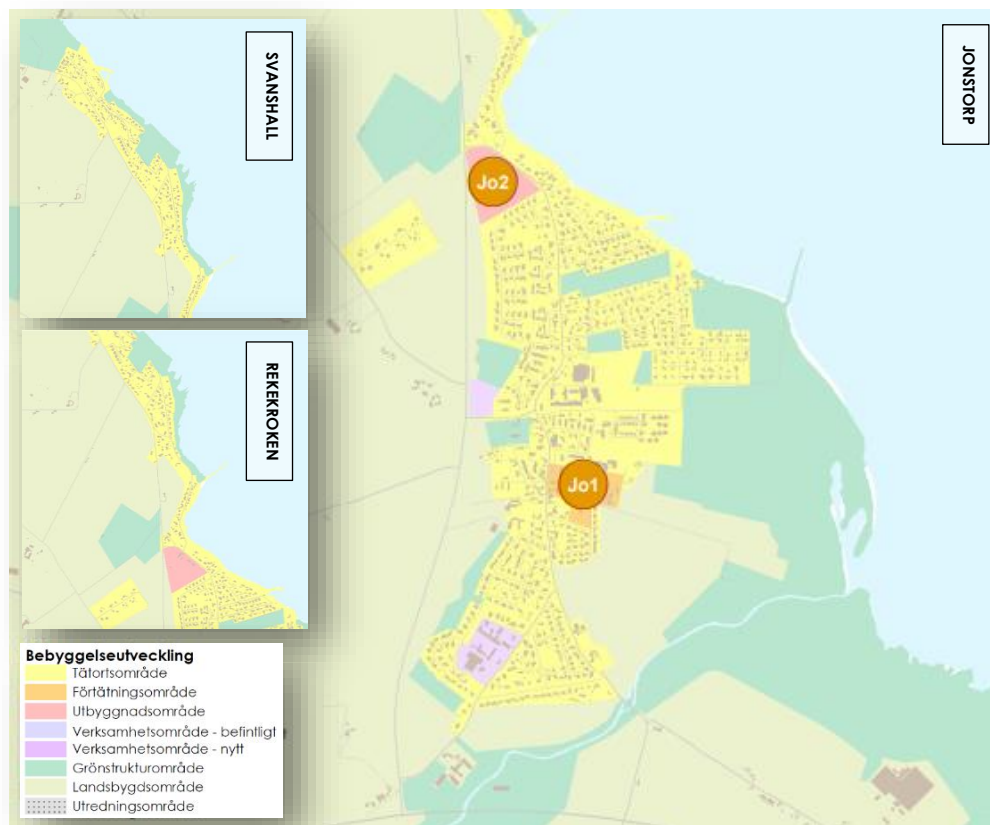 SVANSHALL
JONSTORP
Jo2
REKEKROKEN
Jo1
Bebyggelseutveckling
Tätortsområde
Förtätningsområde
Utbyggnadsområde
Verksamhetsområde - befintligt
Verksamhetsområde - nytt
Grönstrukturområde
Landsbygdsområde
Utredningsområde